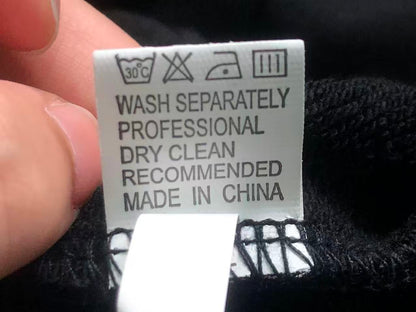 30°C
WASH SEPARATELY
PROFESSIONAL
DRY CLEAN
RECOMMENDED
MADE IN CHINA